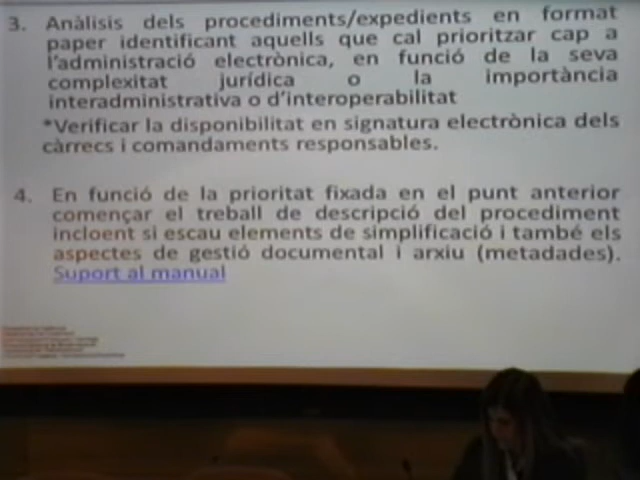 3. Anàlisis dels procediments/expedients en format
paper identificant aquells que cal prioritzar cap a
l'administració electrònica, en funció de la seva
complexitat jurídica o la importància
interadministrativa o d'interoperabilitat
*Verificar la disponibilitat en signatura electrònica dels
càrrecs i comandaments responsables.
4. En funció de la prioritat fixada en el punt anterior
començar el treball de descripció del procediment
incloent si escau elements de simplificació i també els
aspectes de gestió documental i arxiu (metadades).
Suport al manual